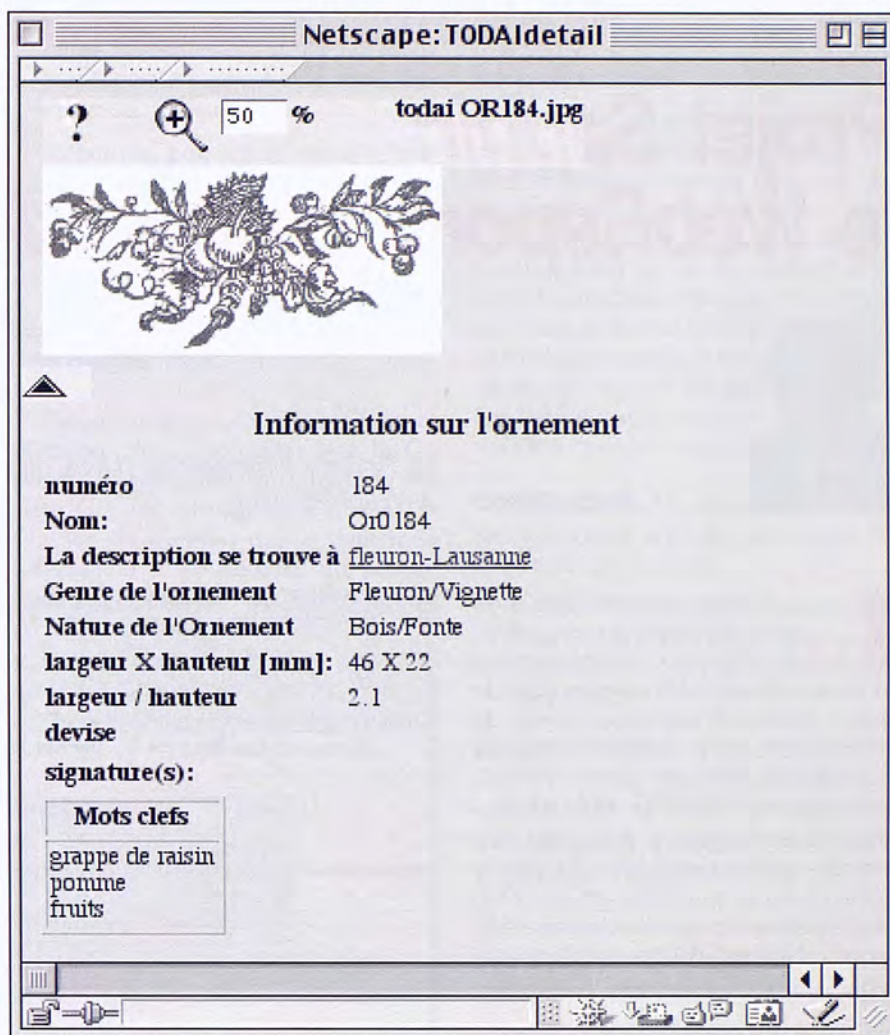 Netscape: TODAIdetail
? 50 % todai OR184.jpg
Information sur l'ornement
numéro 184
Nom: Or0184
La description se trouve à fleuron-Lausanne
Genre de l'ornement Fleuron/Vignette
Nature de l'Ornement Bois/Fonte
largeur X hauteur [mm]: 46 X 22
largeur / hauteur 2.1
devise
signature(s):
Mots clefs
grappe de raisin
pomme
fruits